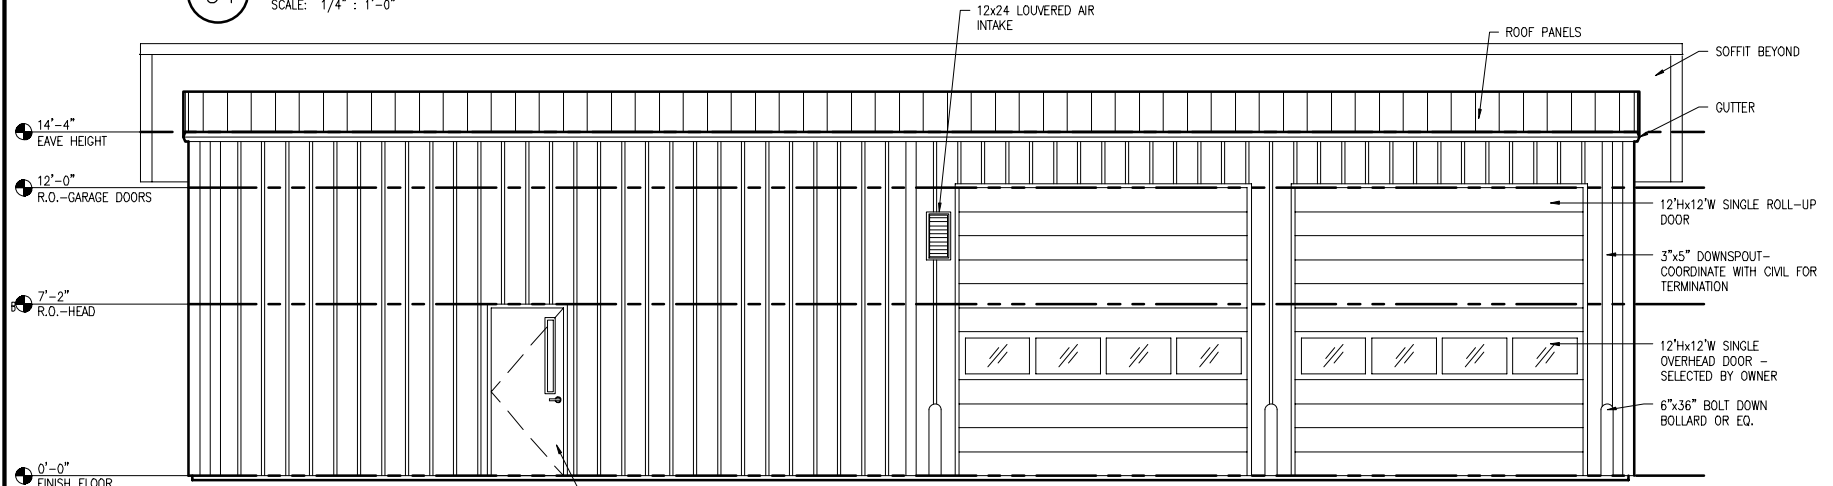 SCALE: 1/4" : 1'-0"
12x24 LOUVERED AIR
INTAKE
ROOF PANELS
SOFFIT BEYOND
GUTTER
14'-4"
EAVE HEIGHT
12'-0"
R.O.-GARAGE DOORS
12'Hx12'W SINGLE ROLL-UP
DOOR
3"x5" DOWNSPOUT-
COORDINATE WITH CIVIL FOR
TERMINATION
7'-2"
R.O.-HEAD
12'Hx12'W SINGLE
OVERHEAD DOOR -
SELECTED BY OWNER
6"x36" BOLT DOWN
BOLLARD OR EQ.
0'-0"
FINISH FLOOR